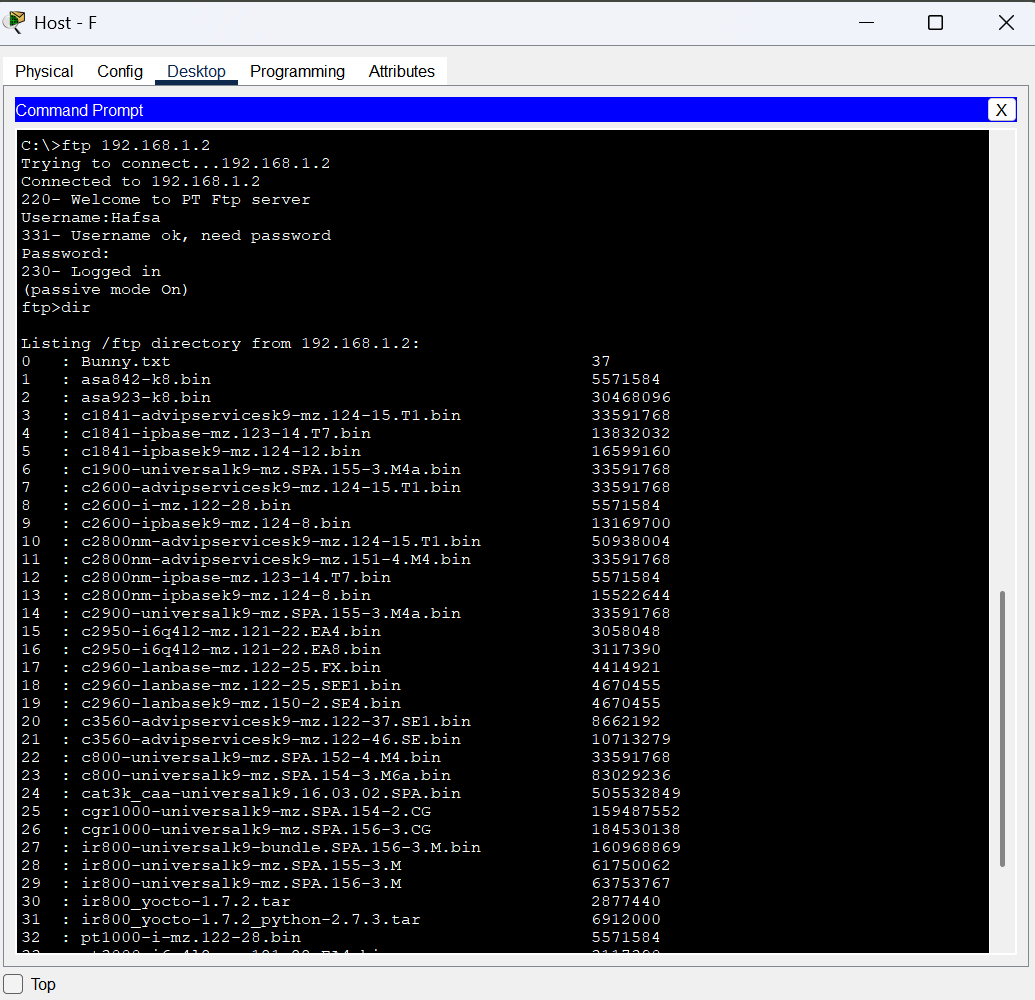 Host - F
Physical Config Desktop Programming Attributes
Command Prompt X
C:\>ftp 192.168.1.2
Trying to connect...192.168.1.2
Connected to 192.168.1.2
220- Welcome to PT Ftp server
Username:Hafsa
331- Username ok, need password
Password:
230- Logged in
(passive mode On)
ftp>dir
Listing /ftp directory from 192.168.1.2:
0 : Bunny.txt 37
1 : asa842-k8.bin 5571584
2 : asa923-k8.bin 30468096
3 : c1841-advipservicesk9-mz.124-15.T1.bin 33591768
4 : c1841-ipbase-mz.123-14.T7.bin 13832032
5 : c1841-ipbasek9-mz.124-12.bin 16599160
6 : c1900-universalk9-mz.SPA.155-3.M4a.bin 33591768
7 : c2600-advipservicesk9-mz.124-15.T1.bin 33591768
8 : c2600-i-mz.122-28.bin 5571584
9 : c2600-ipbasek9-mz.124-8.bin 13169700
10 : c2800nm-advipservicesk9-mz.124-15.T1.bin 50938004
11 : c2800nm-advipservicesk9-mz.151-4.M4.bin 33591768
12 : c2800nm-ipbase-mz.123-14.T7.bin 5571584
13 : c2800nm-ipbasek9-mz.124-8.bin 15522644
14 : c2900-universalk9-mz.SPA.155-3.M4a.bin 33591768
15 : c2950-i6q4l2-mz.121-22.EA4.bin 3058048
16 : c2950-i6q4l2-mz.121-22.EA8.bin 3117390
17 : c2960-lanbase-mz.122-25.FX.bin 4414921
18 : c2960-lanbase-mz.122-25.SEE1.bin 4670455
19 : c2960-lanbasek9-mz.150-2.SE4.bin 4670455
20 : c3560-advipservicesk9-mz.122-37.SE1.bin 8662192
21 : c3560-advipservicesk9-mz.122-46.SE.bin 10713279
22 : c800-universalk9-mz.SPA.152-4.M4.bin 33591768
23 : c800-universalk9-mz.SPA.154-3.M6a.bin 83029236
24 : cat3k_caa-universalk9.16.03.02.SPA.bin 505532849
25 : cgr1000-universalk9-mz.SPA.154-2.CG 159487552
26 : cgr1000-universalk9-mz.SPA.156-3.CG 184530138
27 : ir800-universalk9-bundle.SPA.156-3.M.bin 160968869
28 : ir800-universalk9-mz.SPA.155-3.M 61750062
29 : ir800-universalk9-mz.SPA.156-3.M 63753767
30 : ir800_yocto-1.7.2.tar 2877440
31 : ir800_yocto-1.7.2_python-2.7.3.tar 6912000
32 : pt1000-i-mz.122-28.bin 5571584
Top